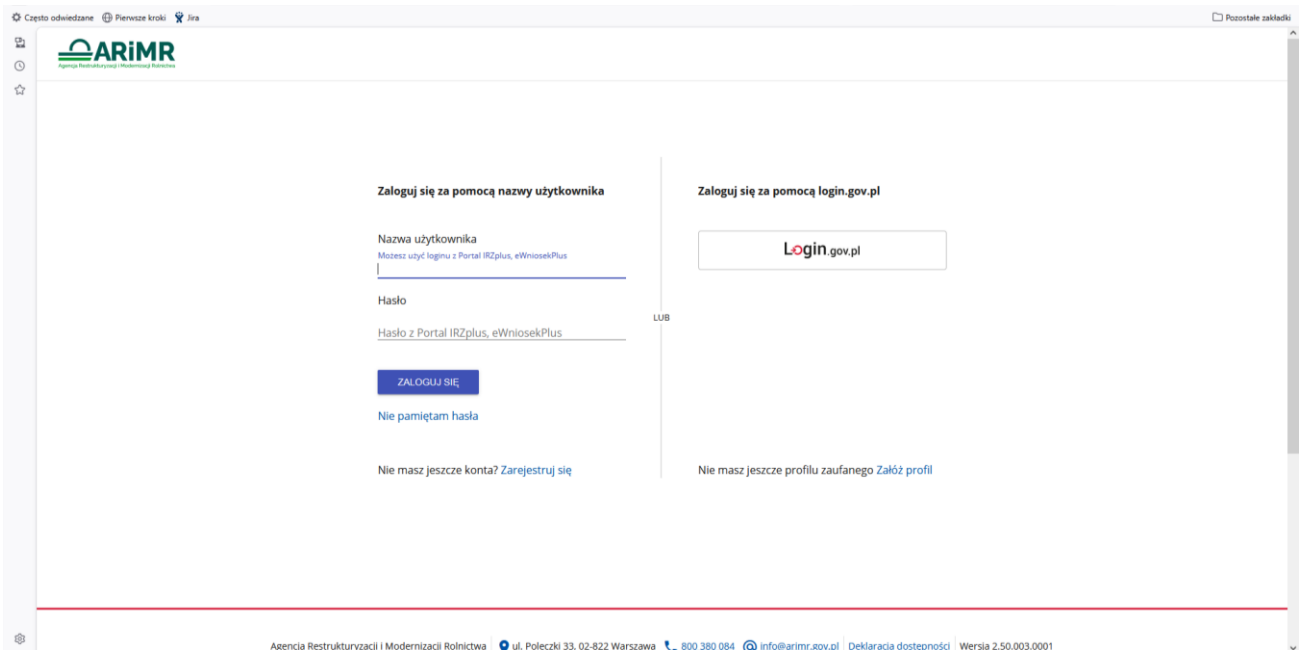 Często odwiedzane Pierwsze kroki Jira Pozostałe zakładki
ARiMR
Agencja Restrukturyzacji i Modernizacji Rolnictwa
Zaloguj się za pomocą nazwy użytkownika
Nazwa użytkownika
Możesz użyć loginu z Portal IRZplus, eWniosekPlus
Hasło
Hasło z Portal IRZplus, eWniosekPlus
ZALOGUJ SIĘ
Nie pamiętam hasła
Nie masz jeszcze konta? Zarejestruj się
LUB
Zaloguj się za pomocą login.gov.pl
Login.gov.pl
Nie masz jeszcze profilu zaufanego Załóż profil
Agencja Restrukturyzacji i Modernizacji Rolnictwa ul. Poleczki 33, 02-822 Warszawa 800 380 084 info@arimr.gov.pl Deklaracja dostępności Wersja 2.50.003.0001